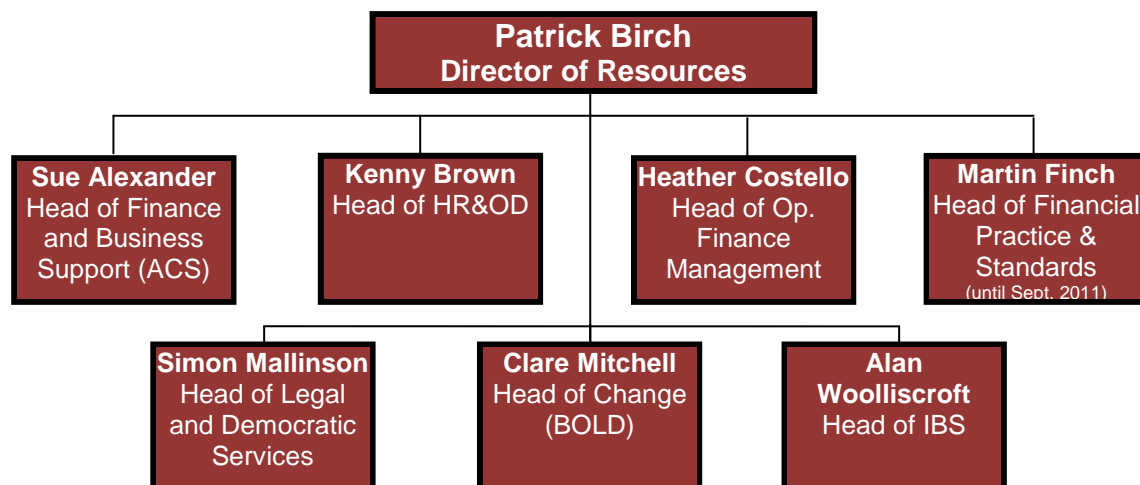 Patrick Birch
Director of Resources
Sue Alexander
Head of Finance
and Business
Support (ACS)
Kenny Brown
Head of HR&OD
Heather Costello
Head of Op.
Finance
Management
Martin Finch
Head of Financial
Practice &
Standards
(until Sept. 2011)
Simon Mallinson
Head of Legal
and Democratic
Services
Clare Mitchell
Head of Change
(BOLD)
Alan
Woolliscroft
Head of IBS